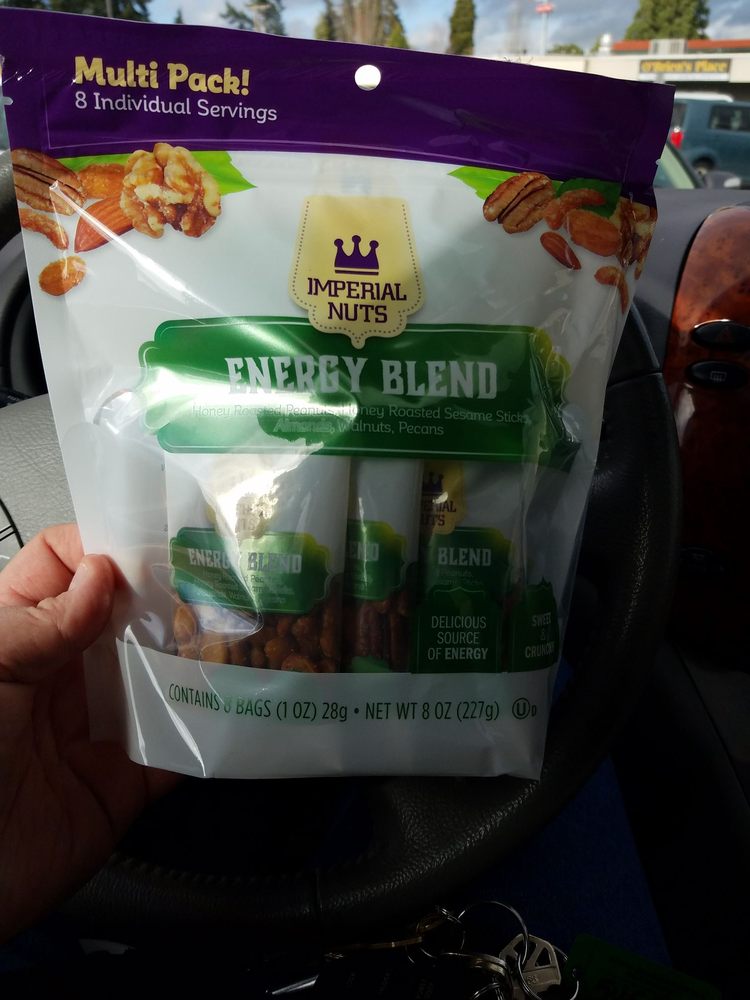 Multi Pack!
8 Individual Servings
O'Brien's Place
IMPERIAL
NUTS
ENERGY BLEND
Honey Roasted Peanuts, Honey Roasted Sesame Sticks
Almonds, Walnuts, Pecans
ENERGY BLEND
BLEND
DELICIOUS
SOURCE
OF ENERGY
SWEET
&
CRUNCHY
CONTAINS 8 BAGS (1 OZ) 28g • NET WT 8 OZ (227g) U D